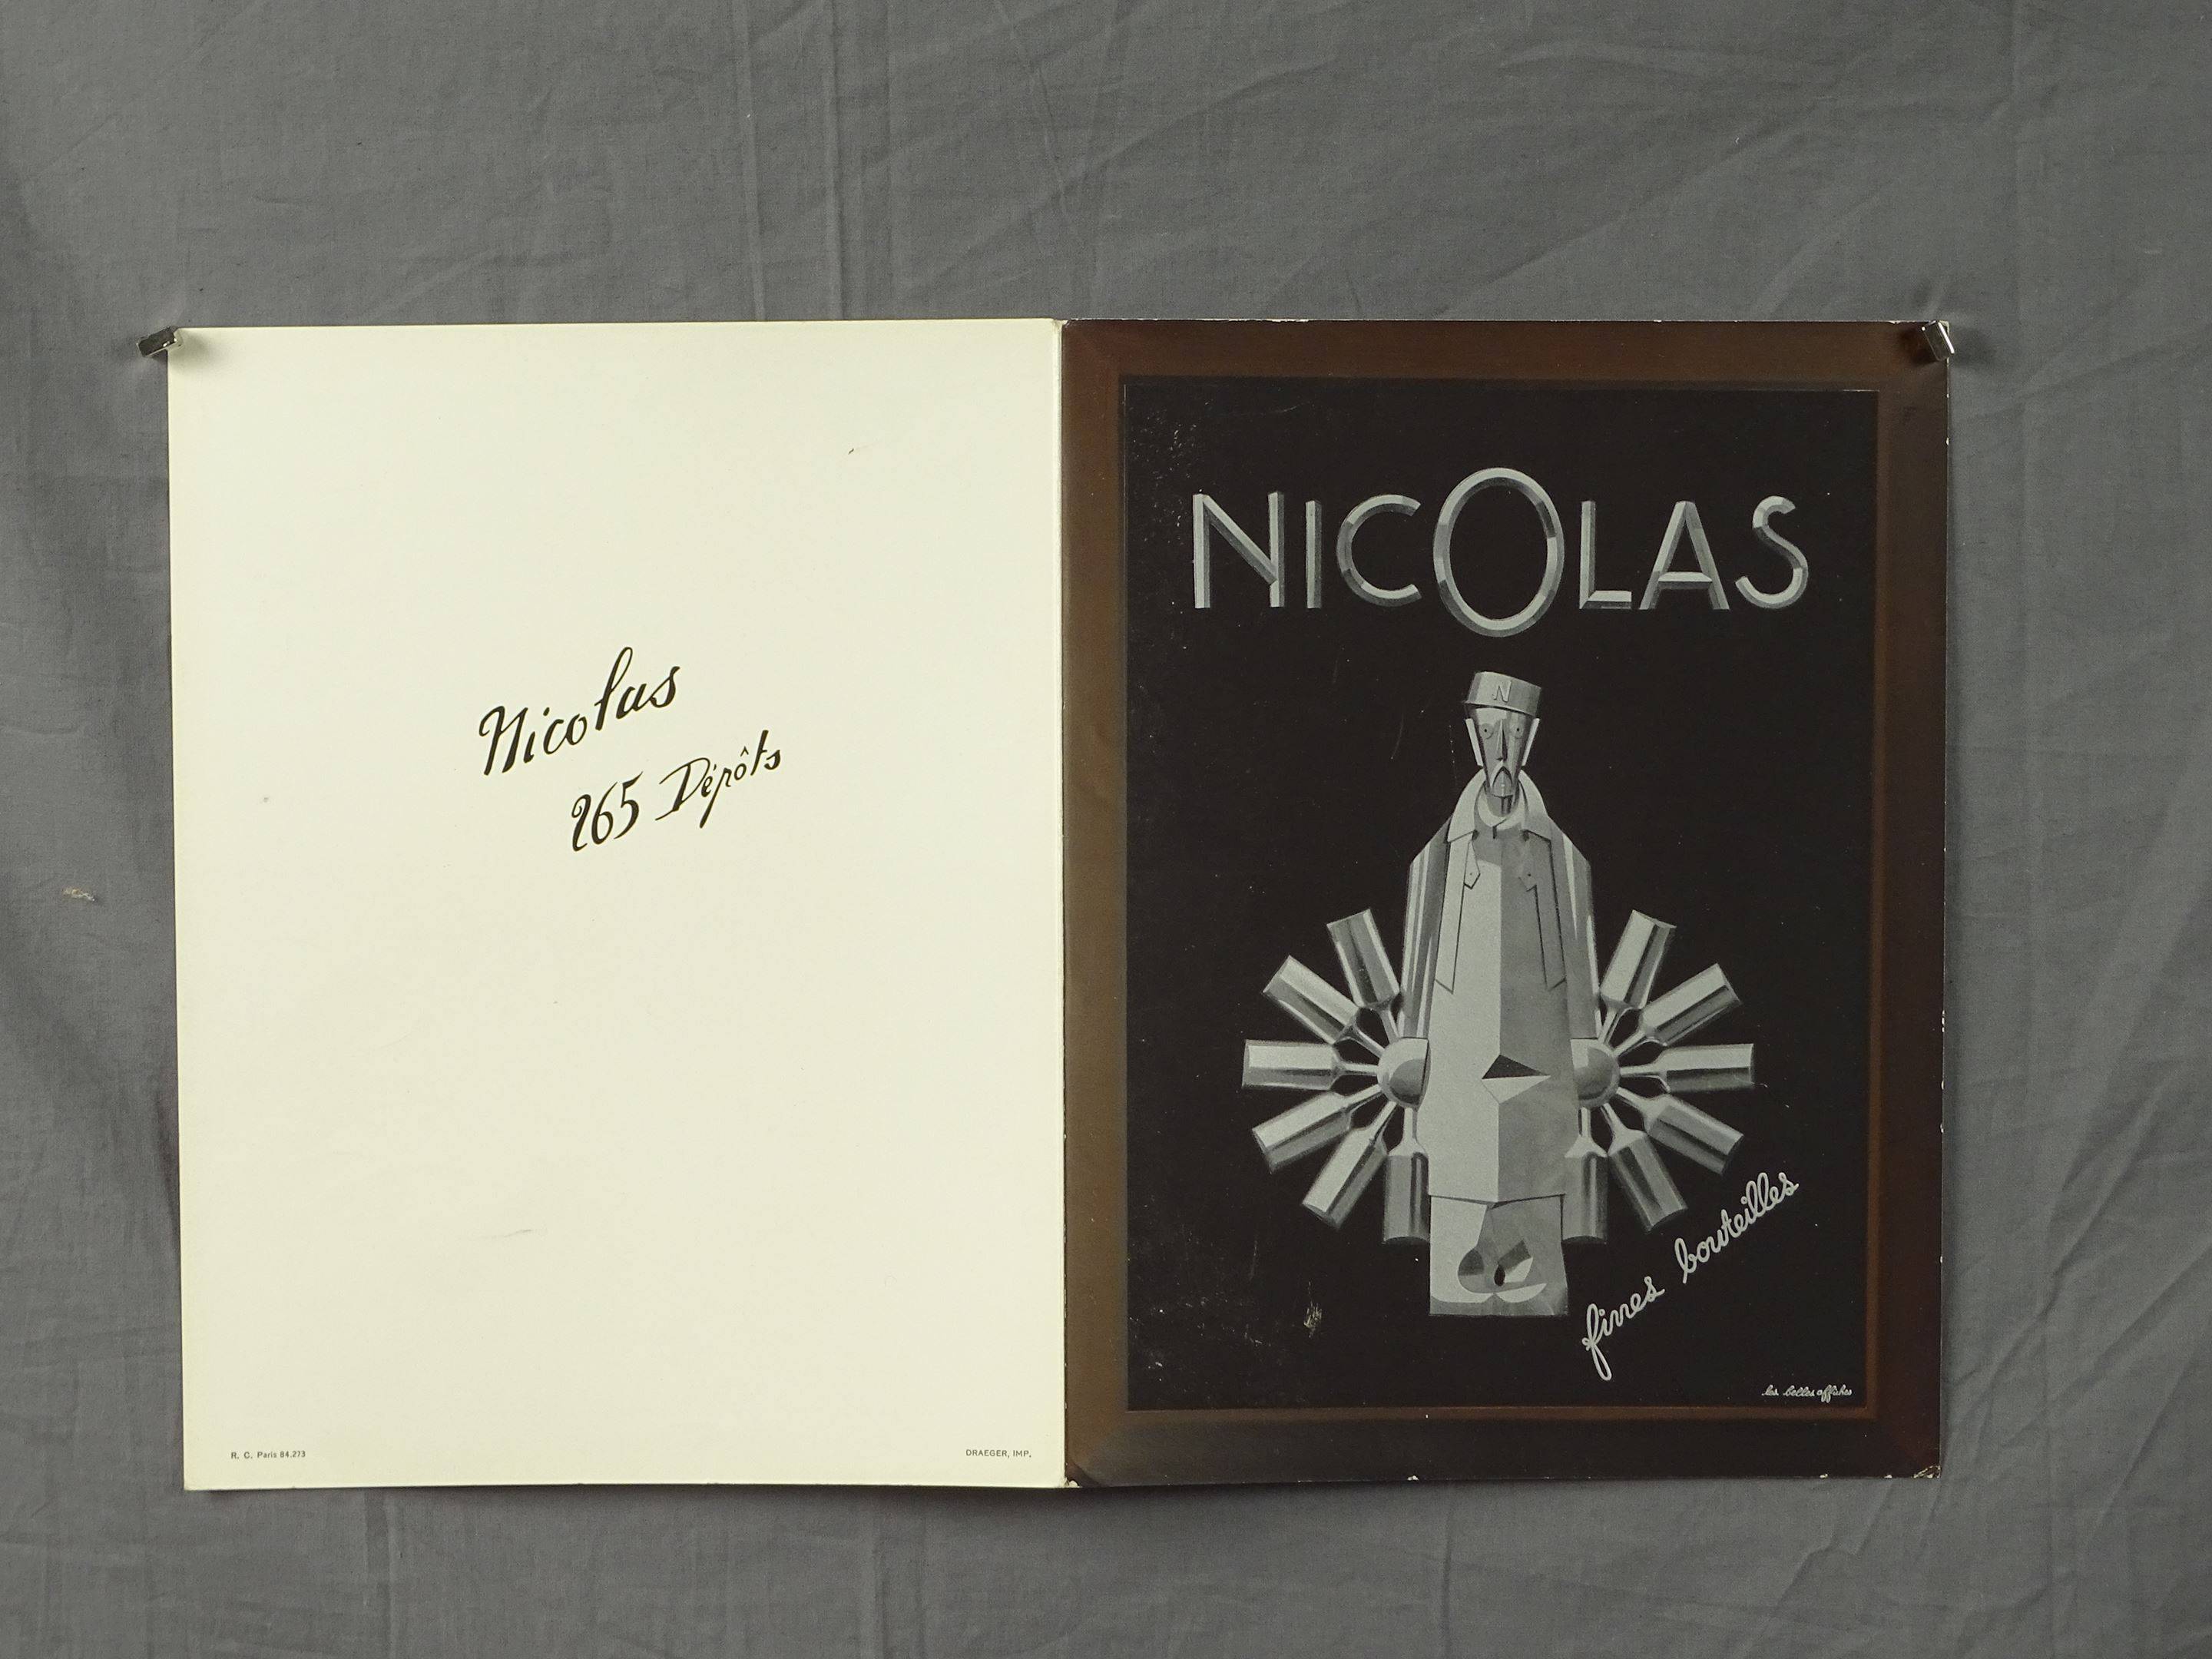 Nicolas
265 Dépôts
R. C. Paris 84.273
DRAEGER, IMP.
NICOLAS
N
fines bouteilles
les belles affiches